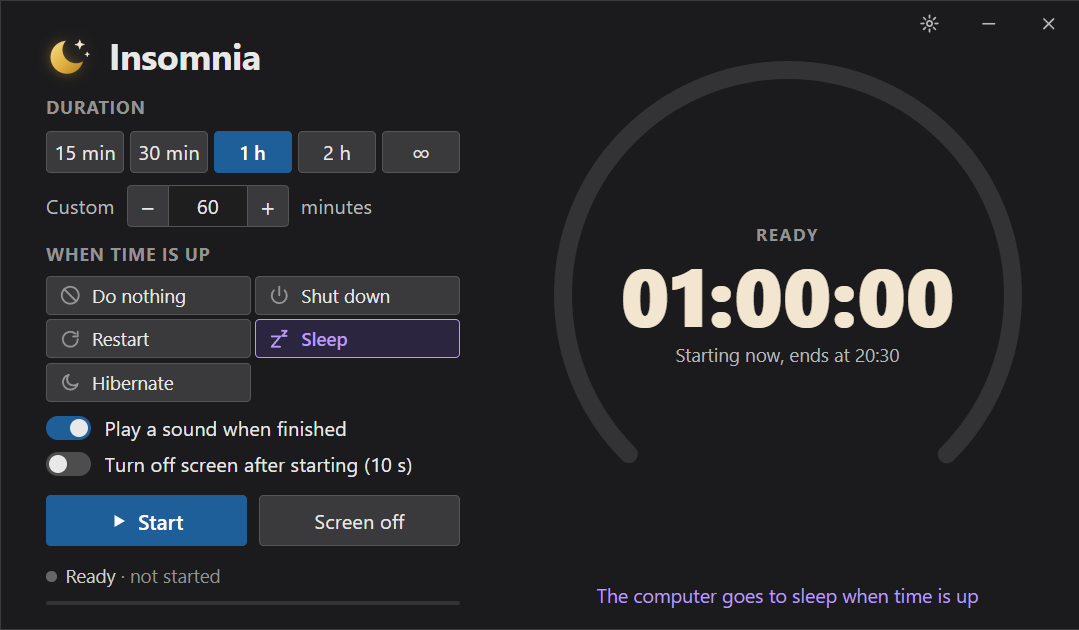 Insomnia
DURATION
15 min 30 min 1 h 2 h ∞
Custom − 60 + minutes
WHEN TIME IS UP
Do nothing Shut down
Restart Sleep
Hibernate
Play a sound when finished
Turn off screen after starting (10 s)
Start Screen off
Ready · not started
READY
01:00:00
Starting now, ends at 20:30
The computer goes to sleep when time is up